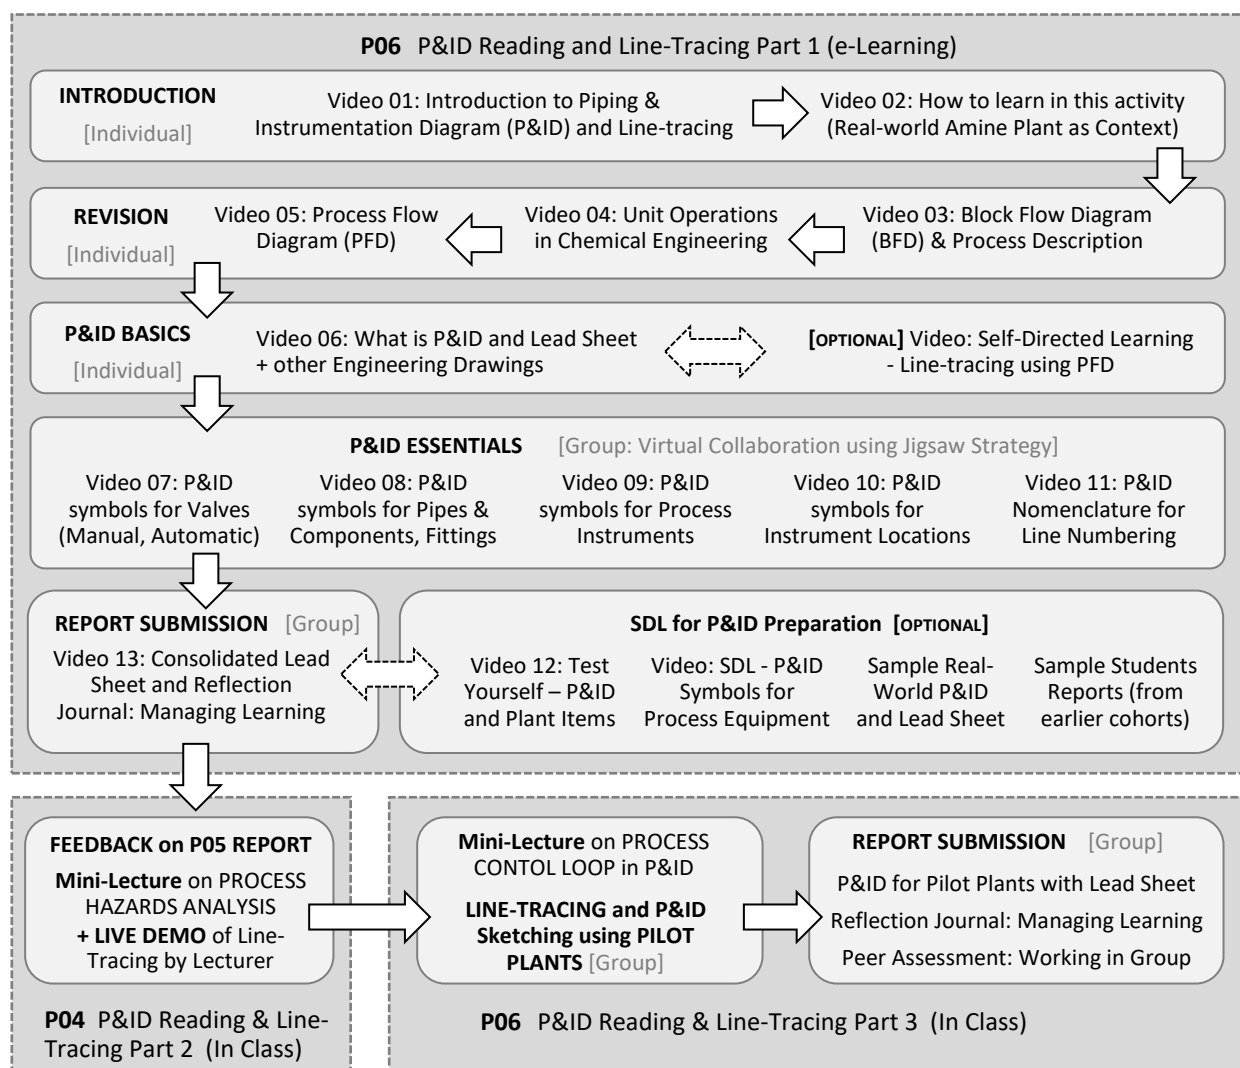 P06 P&ID Reading and Line-Tracing Part 1 (e-Learning)
INTRODUCTION
[Individual]
Video 01: Introduction to Piping &
Instrumentation Diagram (P&ID) and Line-tracing
Video 02: How to learn in this activity
(Real-world Amine Plant as Context)
REVISION
[Individual]
Video 05: Process Flow
Diagram (PFD)
Video 04: Unit Operations
in Chemical Engineering
Video 03: Block Flow Diagram
(BFD) & Process Description
P&ID BASICS
[Individual]
Video 06: What is P&ID and Lead Sheet
+ other Engineering Drawings
[OPTIONAL] Video: Self-Directed Learning
- Line-tracing using PFD
P&ID ESSENTIALS [Group: Virtual Collaboration using Jigsaw Strategy]
Video 07: P&ID
symbols for Valves
(Manual, Automatic)
Video 08: P&ID
symbols for Pipes &
Components, Fittings
Video 09: P&ID
symbols for Process
Instruments
Video 10: P&ID
symbols for
Instrument Locations
Video 11: P&ID
Nomenclature for
Line Numbering
REPORT SUBMISSION [Group]
Video 13: Consolidated Lead
Sheet and Reflection
Journal: Managing Learning
SDL for P&ID Preparation [OPTIONAL]
Video 12: Test
Yourself – P&ID
and Plant Items
Video: SDL - P&ID
Symbols for
Process Equipment
Sample Real-
World P&ID
and Lead Sheet
Sample Students
Reports (from
earlier cohorts)
FEEDBACK on P05 REPORT
Mini-Lecture on PROCESS
HAZARDS ANALYSIS
+ LIVE DEMO of Line-
Tracing by Lecturer
P04 P&ID Reading & Line-
Tracing Part 2 (In Class)
Mini-Lecture on PROCESS
CONTOL LOOP in P&ID
LINE-TRACING and P&ID
Sketching using PILOT
PLANTS [Group]
REPORT SUBMISSION [Group]
P&ID for Pilot Plants with Lead Sheet
Reflection Journal: Managing Learning
Peer Assessment: Working in Group
P06 P&ID Reading & Line-Tracing Part 3 (In Class)